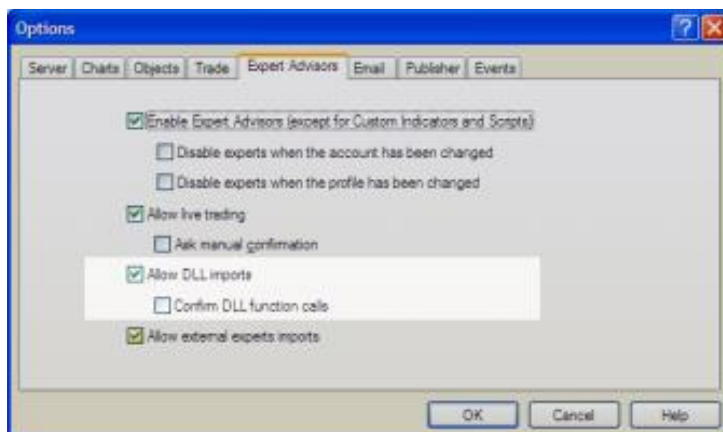 Options
Server Charts Objects Trade Expert Advisors Email Publisher Events
Enable Expert Advisors (except for Custom Indicators and Scripts)
Disable experts when the account has been changed
Disable experts when the profile has been changed
Allow live trading
Ask manual confirmation
Allow DLL imports
Confirm DLL function calls
Allow external experts imports
OK Cancel Help